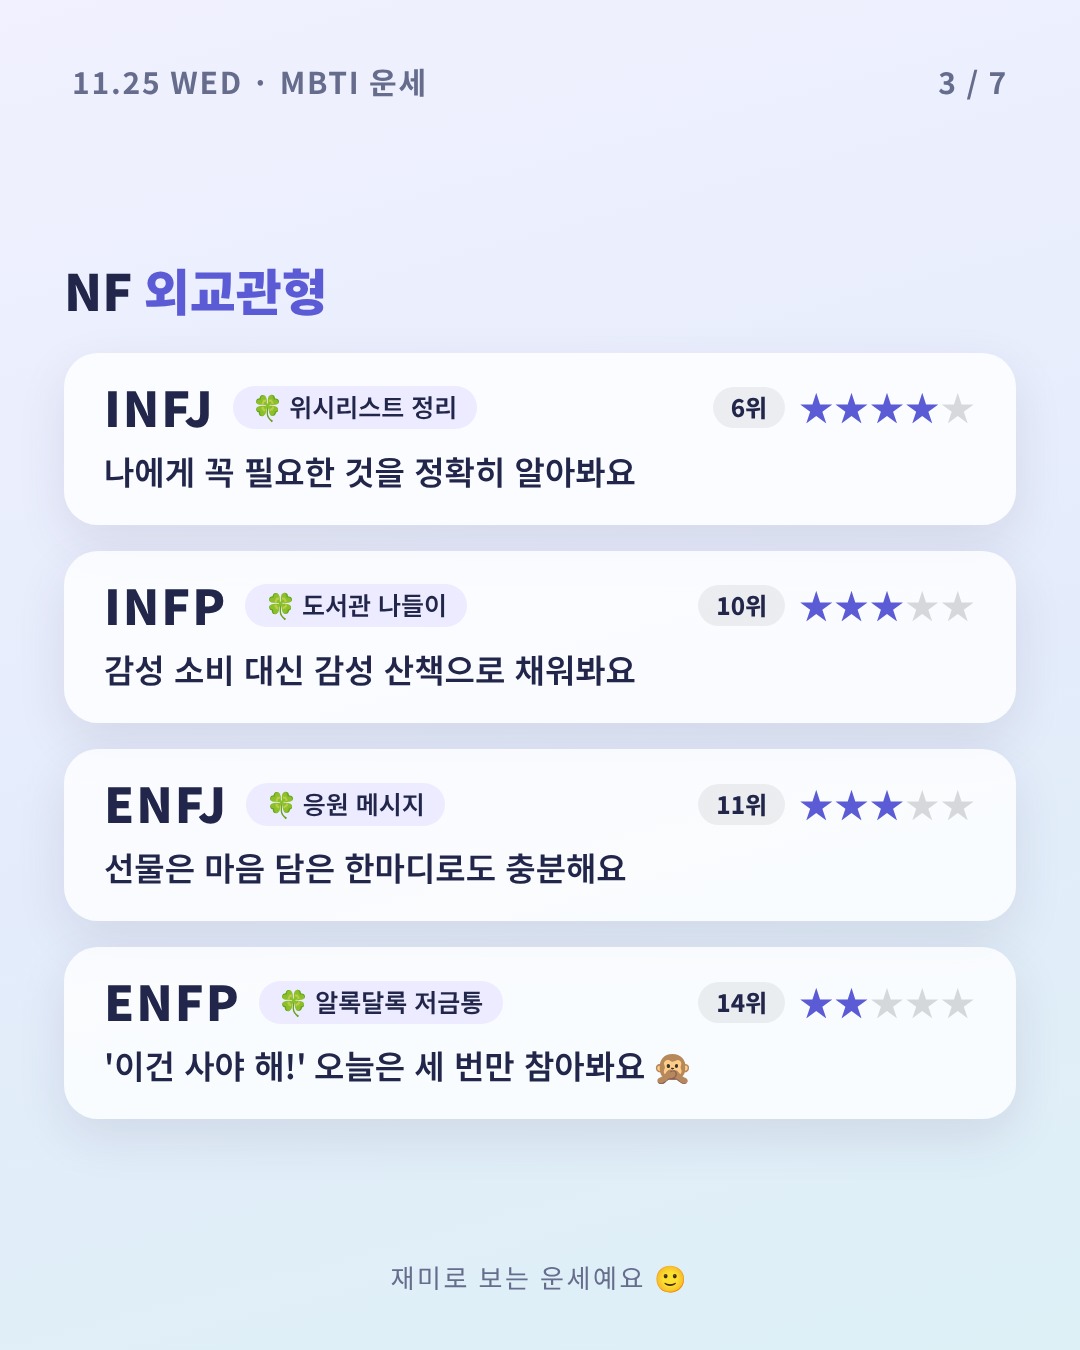 11.25 WED · MBTI 운세
3 / 7
NF 외교관형
INFJ 🍀 위시리스트 정리 6위 ★★★★★
나에게 꼭 필요한 것을 정확히 알아봐요
INFP 🍀 도서관 나들이 10위 ★★★★★
감성 소비 대신 감성 산책으로 채워봐요
ENFJ 🍀 응원 메시지 11위 ★★★★★
선물은 마음 담은 한마디로도 충분해요
ENFP 🍀 알록달록 저금통 14위 ★★★★★
'이건 사야 해!' 오늘은 세 번만 참아봐요 🙊
재미로 보는 운세예요 🙂